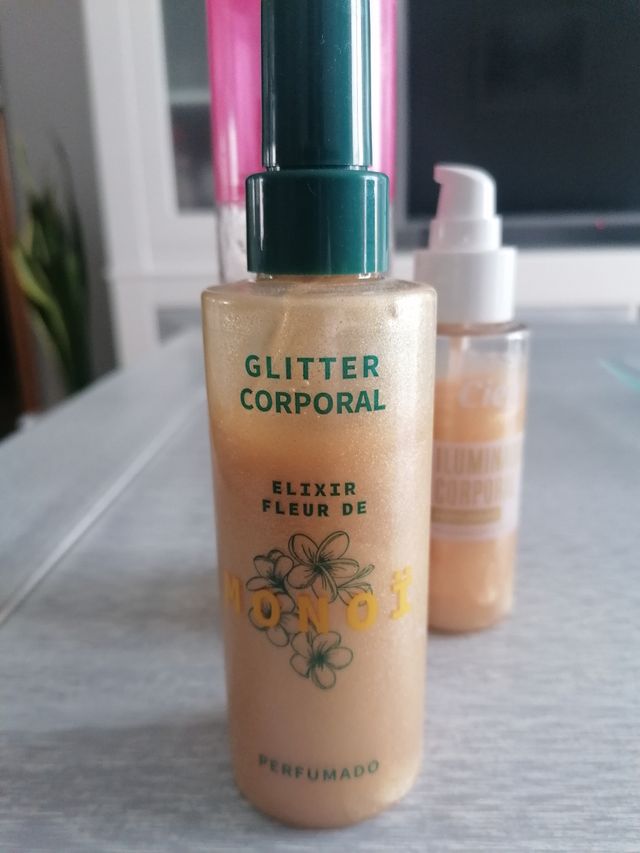 GLITTER
CORPORAL
ELIXIR
FLEUR DE
MONOÏ
PERFUMADO